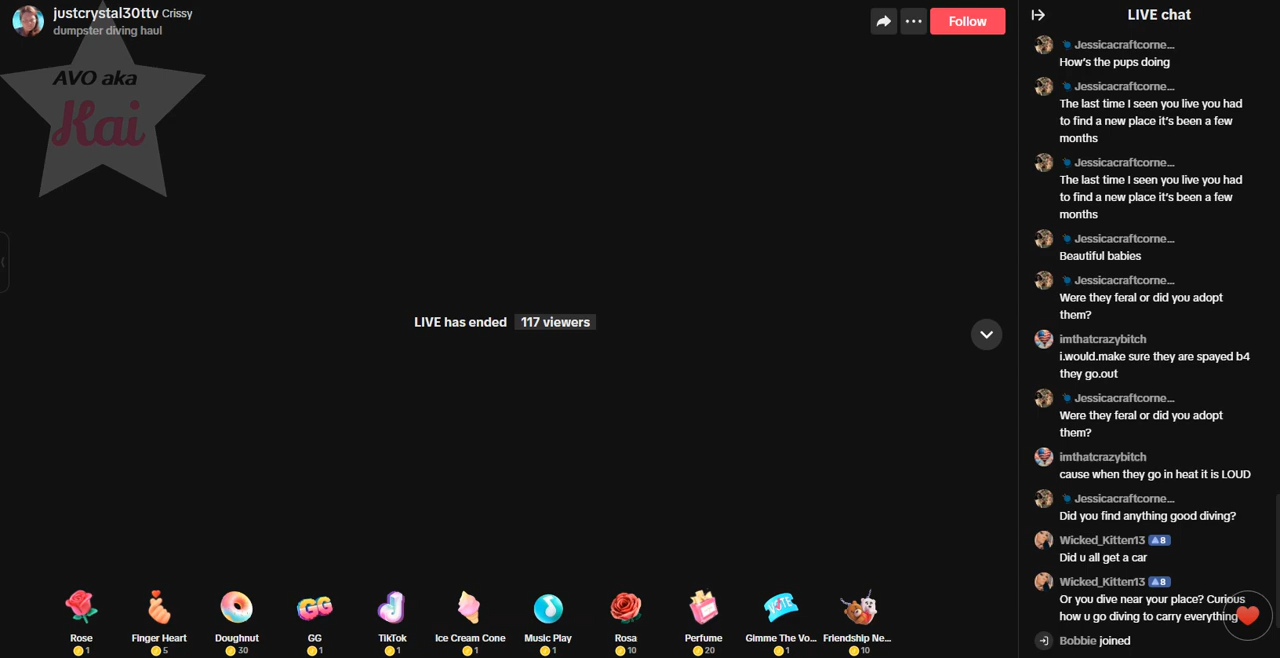 justcrystal30ttv Crissy
dumpster diving haul
Follow
AVO aka
Kai
LIVE has ended 117 viewers
Rose
1
Finger Heart
5
Doughnut
30
GG
GG
1
TikTok
1
Ice Cream Cone
1
Music Play
1
Rosa
10
Perfume
20
VOTE
Gimme The Vo...
1
Friendship Ne...
10
LIVE chat
Jessicacraftcorne...
How's the pups doing
Jessicacraftcorne...
The last time I seen you live you had
to find a new place it's been a few
months
Jessicacraftcorne...
The last time I seen you live you had
to find a new place it's been a few
months
Jessicacraftcorne...
Beautiful babies
Jessicacraftcorne...
Were they feral or did you adopt
them?
imthatcrazybitch
i.would.make sure they are spayed b4
they go.out
Jessicacraftcorne...
Were they feral or did you adopt
them?
imthatcrazybitch
cause when they go in heat it is LOUD
Jessicacraftcorne...
Did you find anything good diving?
Wicked_Kitten13 8
Did u all get a car
Wicked_Kitten13 8
Or you dive near your place? Curious
how u go diving to carry everything
Bobbie joined